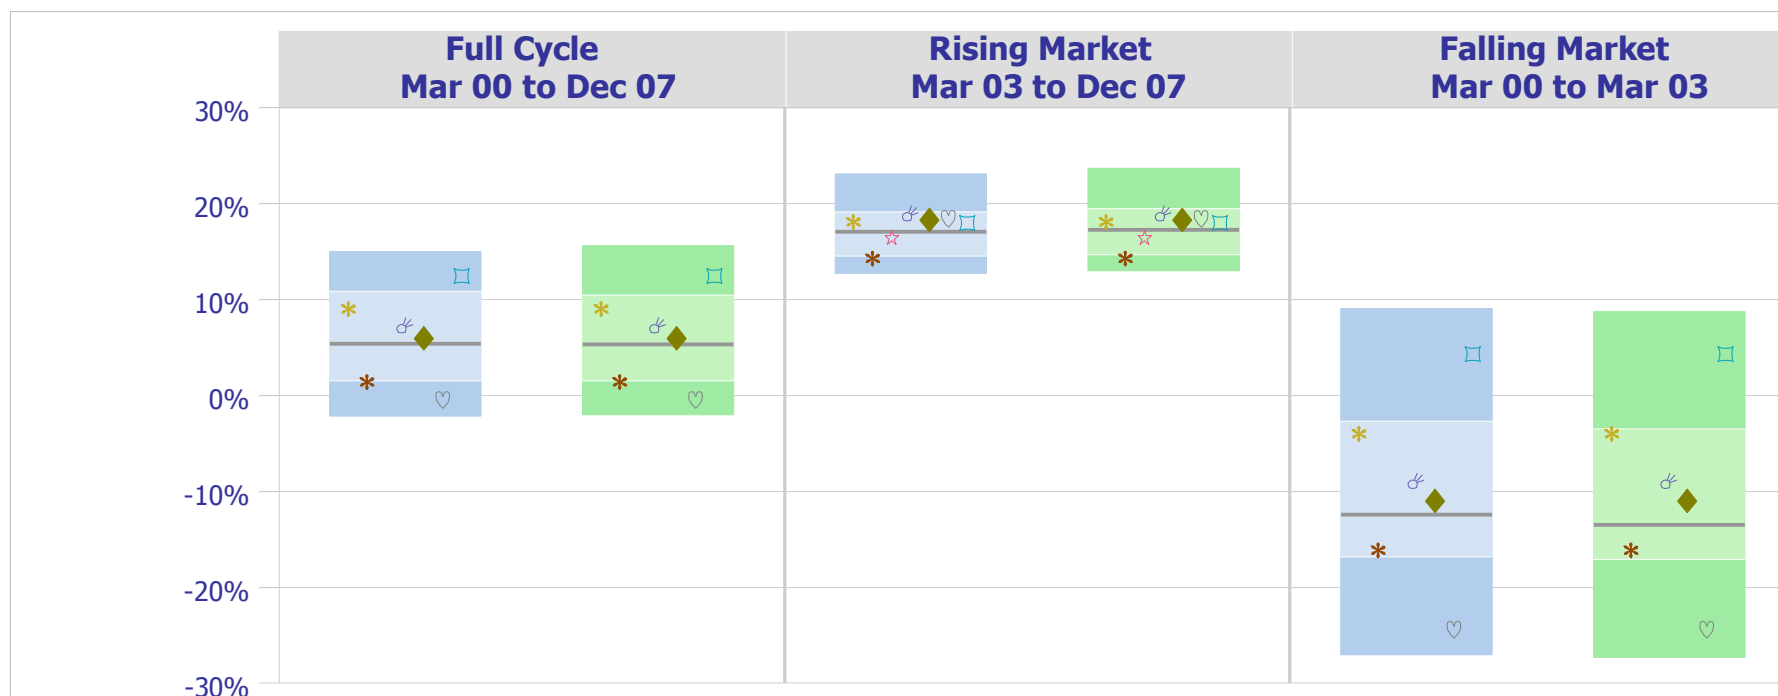 Full Cycle
Mar 00 to Dec 07
Rising Market
Mar 03 to Dec 07
Falling Market
Mar 00 to Mar 03
30%
20%
10%
0%
-10%
-20%
-30%